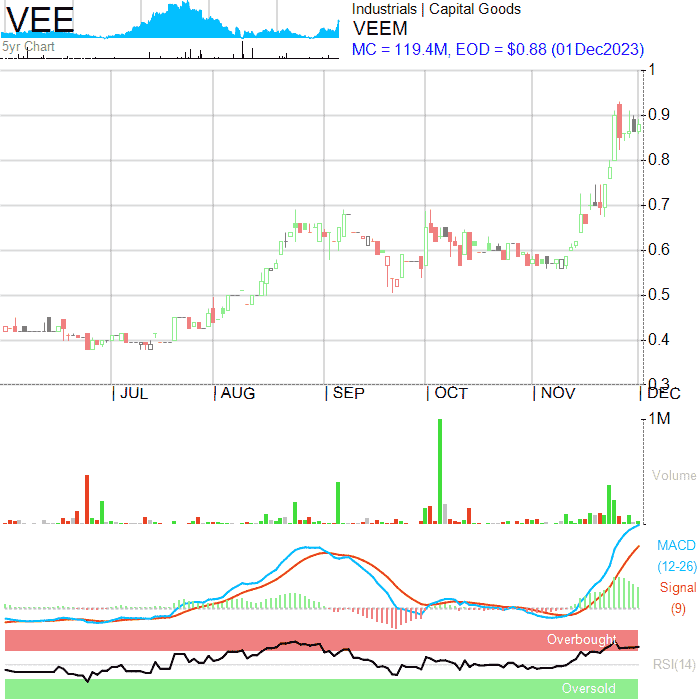 VEE
5yr Chart
Industrials | Capital Goods
VEEM
MC = 119.4M, EOD = $0.88 (01Dec2023)
1
0.9
0.8
0.7
0.6
0.5
0.4
0.3
| JUL | AUG | SEP | OCT | NOV | DEC
1M
Volume
MACD
(12-26)
Signal
(9)
Overbought
RSI(14)
Oversold